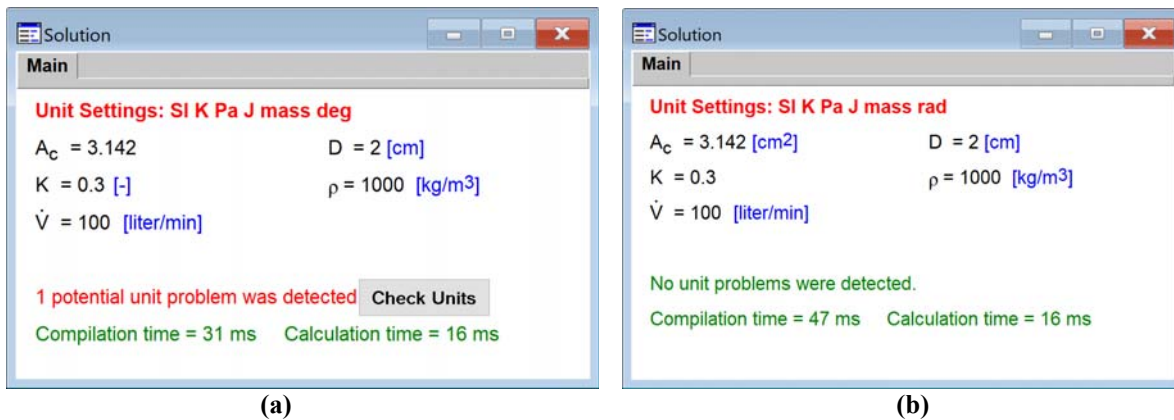 Solution
Main
Unit Settings: SI K Pa J mass deg
Ac = 3.142
D = 2 [cm]
K = 0.3 [-]
ρ = 1000 [kg/m3]
V̇ = 100 [liter/min]
1 potential unit problem was detected
Check Units
Compilation time = 31 ms Calculation time = 16 ms
(a)
Solution
Main
Unit Settings: SI K Pa J mass rad
Ac = 3.142 [cm2]
D = 2 [cm]
K = 0.3
ρ = 1000 [kg/m3]
V̇ = 100 [liter/min]
No unit problems were detected.
Compilation time = 47 ms Calculation time = 16 ms
(b)